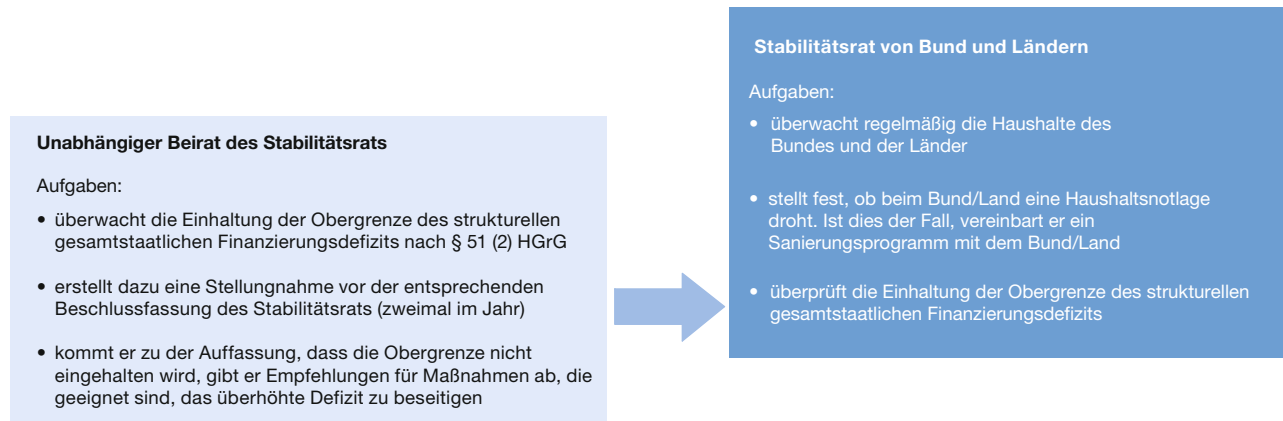 Unabhängiger Beirat des Stabilitätsrats
Aufgaben:
• überwacht die Einhaltung der Obergrenze des strukturellen
gesamtstaatlichen Finanzierungsdefizits nach § 51 (2) HGrG
• erstellt dazu eine Stellungnahme vor der entsprechenden
Beschlussfassung des Stabilitätsrats (zweimal im Jahr)
• kommt er zu der Auffassung, dass die Obergrenze nicht
eingehalten wird, gibt er Empfehlungen für Maßnahmen ab, die
geeignet sind, das überhöhte Defizit zu beseitigen
Stabilitätsrat von Bund und Ländern
Aufgaben:
• überwacht regelmäßig die Haushalte des
Bundes und der Länder
• stellt fest, ob beim Bund/Land eine Haushaltsnotlage
droht. Ist dies der Fall, vereinbart er ein
Sanierungsprogramm mit dem Bund/Land
• überprüft die Einhaltung der Obergrenze des strukturellen
gesamtstaatlichen Finanzierungsdefizits